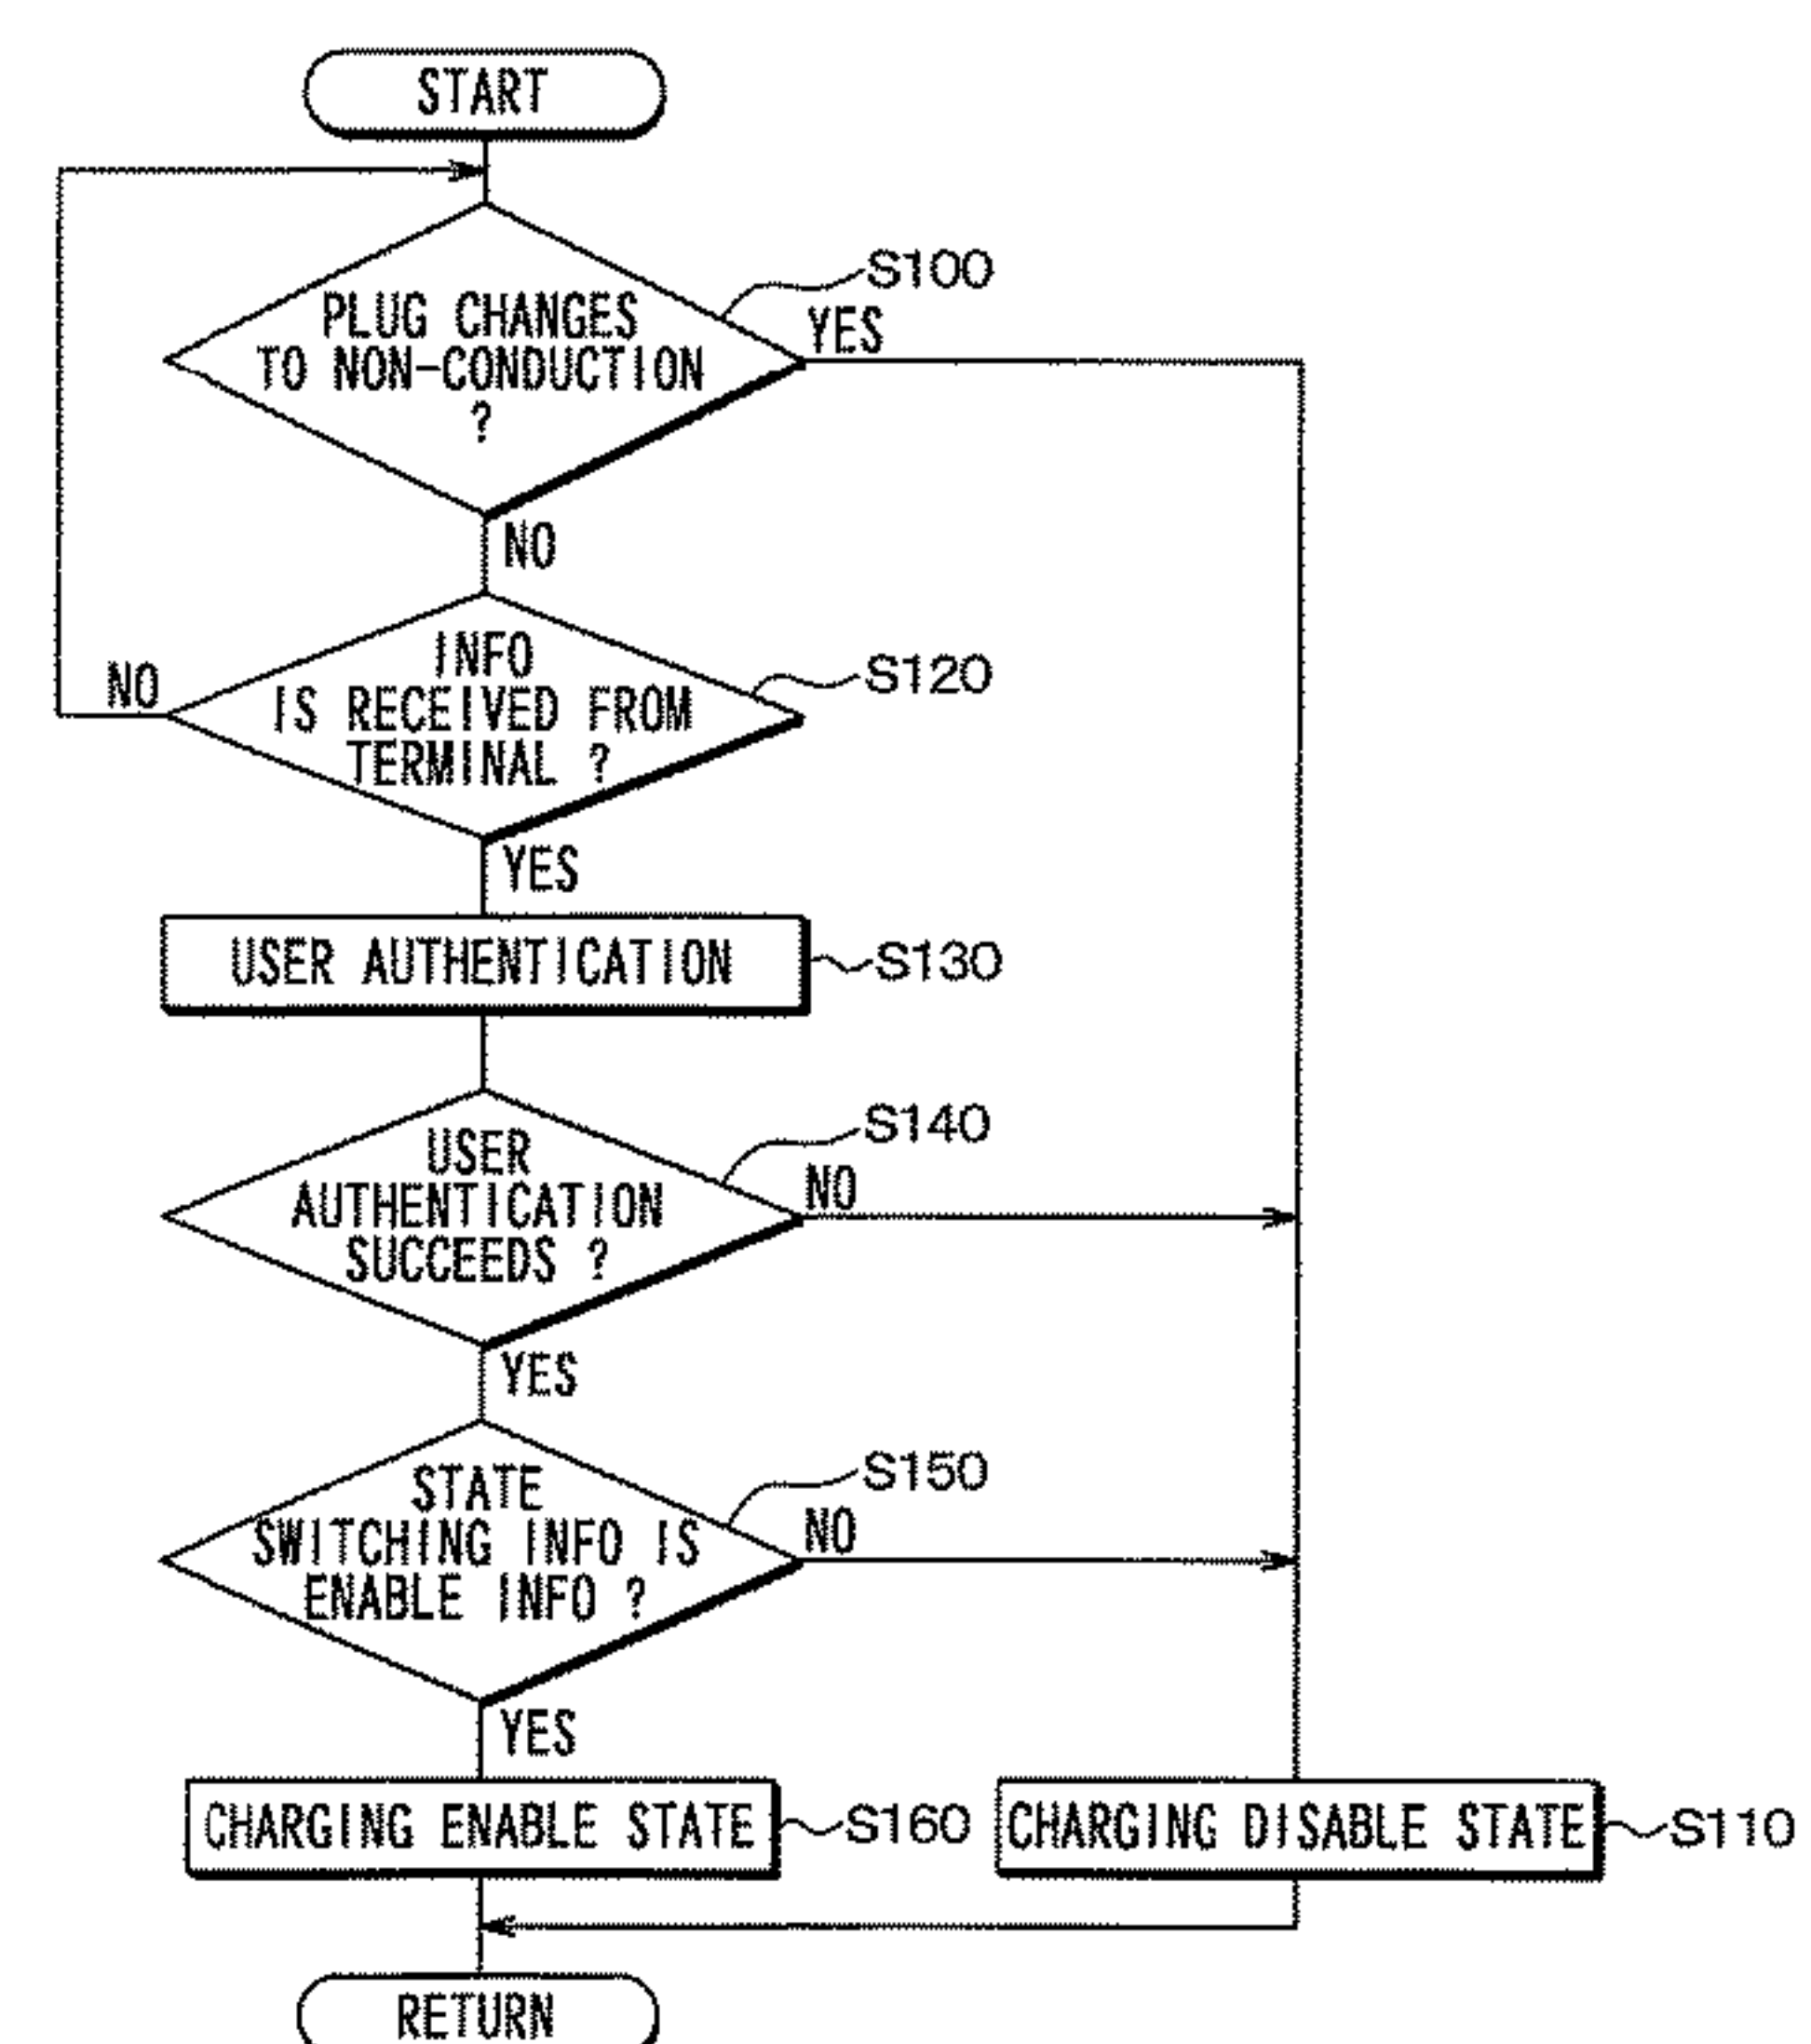 START
S100
PLUG CHANGES
TO NON-CONDUCTION
?
YES
NO
INFO
IS RECEIVED FROM
TERMINAL ?
S120
NO
YES
USER AUTHENTICATION
S130
USER
AUTHENTICATION
SUCCEEDS ?
S140
NO
YES
STATE
SWITCHING INFO IS
ENABLE INFO ?
S150
NO
YES
CHARGING ENABLE STATE
S160
CHARGING DISABLE STATE
S110
RETURN